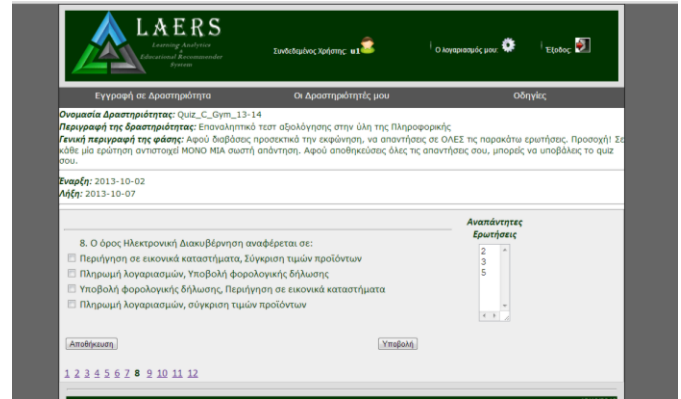 LAERS
Learning Analytics
&
Educational Recommender
System
Συνδεδεμένος Χρήστης: u1
Ο λογαριασμός μου:
Έξοδος:
Εγγραφή σε Δραστηριότητα
Οι Δραστηριότητές μου
Οδηγίες
Ονομασία Δραστηριότητας: Quiz_C_Gym_13-14
Περιγραφή της δραστηριότητας: Επαναληπτικό τεστ αξιολόγησης στην ύλη της Πληροφορικής
Γενική περιγραφή της φάσης: Αφού διαβάσεις προσεκτικά την εκφώνηση, να απαντήσεις σε ΟΛΕΣ τις παρακάτω ερωτήσεις. Προσοχή! Σε
κάθε μία ερώτηση αντιστοιχεί ΜΟΝΟ ΜΙΑ σωστή απάντηση. Αφού αποθηκεύσεις όλες τις απαντήσεις σου, μπορείς να υποβάλεις το quiz
σου.
Έναρξη: 2013-10-02
Λήξη: 2013-10-07
Αναπάντητες
Ερωτήσεις
8. Ο όρος Ηλεκτρονική Διακυβέρνηση αναφέρεται σε:
Περιήγηση σε εικονικά καταστήματα, Σύγκριση τιμών προϊόντων
Πληρωμή λογαριασμών, Υποβολή φορολογικής δήλωσης
Υποβολή φορολογικής δήλωσης, Περιήγηση σε εικονικά καταστήματα
Πληρωμή λογαριασμών, σύγκριση τιμών προϊόντων
2
3
5
Αποθήκευση
Υποβολή
1 2 3 4 5 6 7 8 9 10 11 12